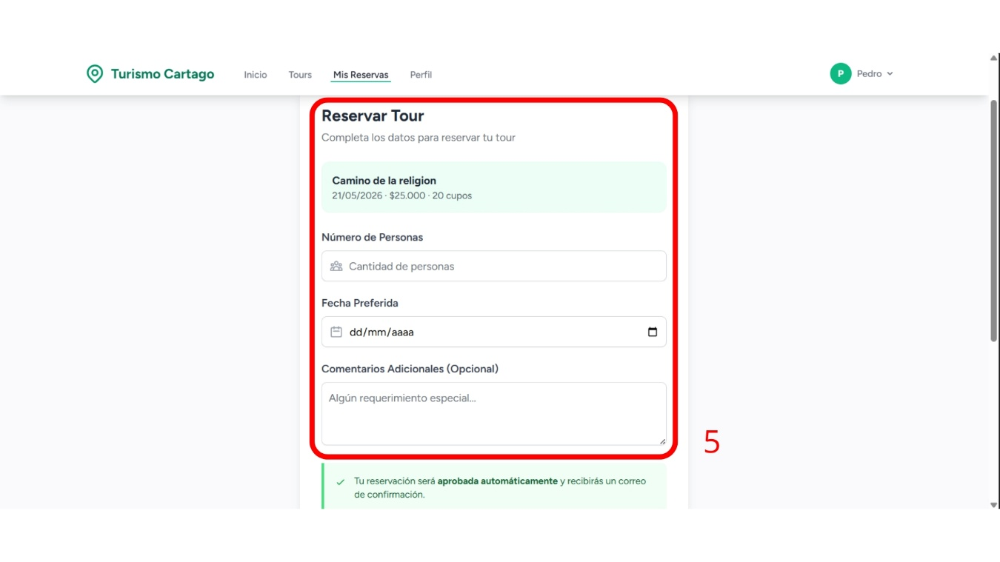 Turismo Cartago
Inicio
Tours
Mis Reservas
Perfil
P
Pedro
Reservar Tour
Completa los datos para reservar tu tour
Camino de la religion
21/05/2026 · $25.000 · 20 cupos
Número de Personas
Cantidad de personas
Fecha Preferida
dd/mm/aaaa
Comentarios Adicionales (Opcional)
Algún requerimiento especial...
5
Tu reservación será aprobada automáticamente y recibirás un correo
de confirmación.